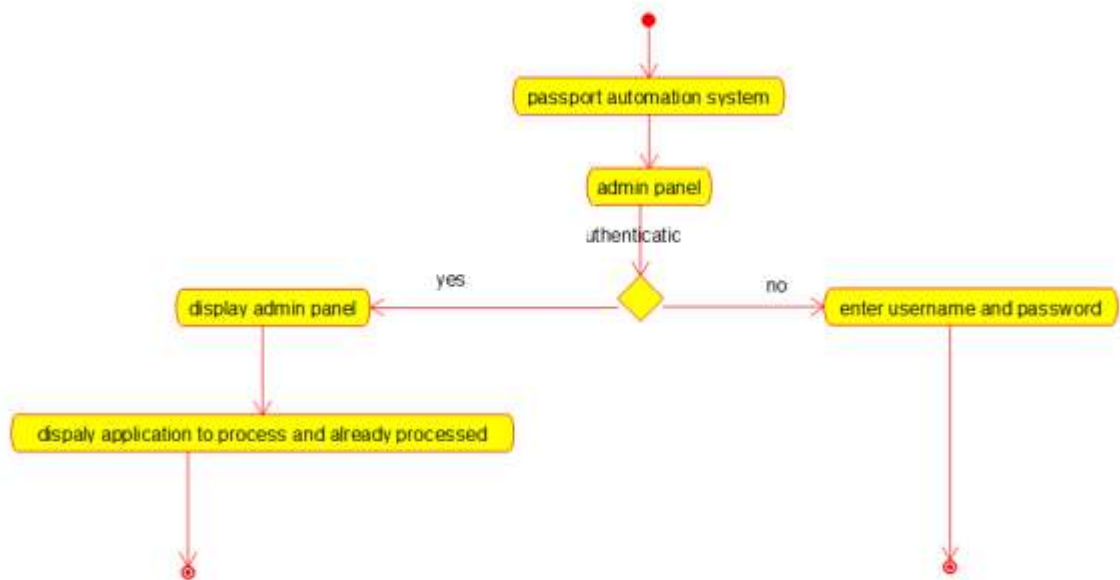 passport automation system
admin panel
uthenticatic
yes
no
display admin panel
enter username and password
dispaly application to process and already processed